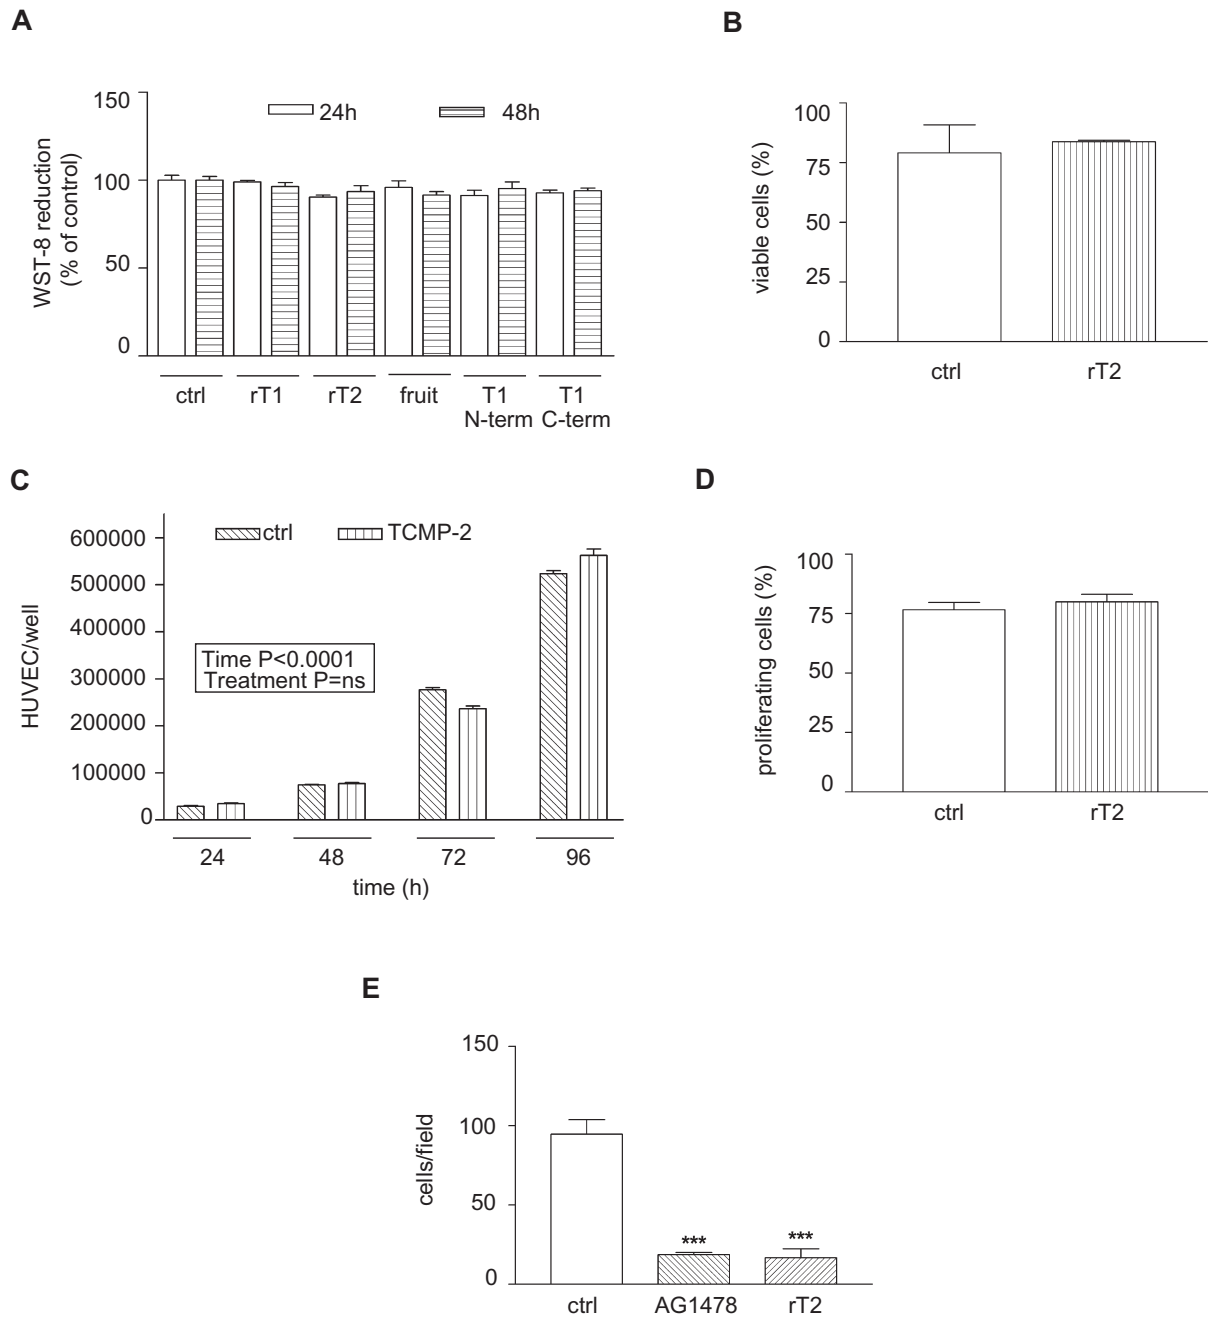 A
WST-8 reduction
(% of control)
150
100
50
0
24h
48h
ctrl
rT1
rT2
fruit
T1
N-term
T1
C-term
B
viable cells (%)
100
75
50
25
0
ctrl
rT2
C
HUVEC/well
600000
500000
400000
300000
200000
100000
0
ctrl
TCMP-2
Time P<0.0001
Treatment P=ns
24
48
72
96
time (h)
D
proliferating cells (%)
100
75
50
25
0
ctrl
rT2
E
cells/field
150
100
50
0
***
***
ctrl
AG1478
rT2